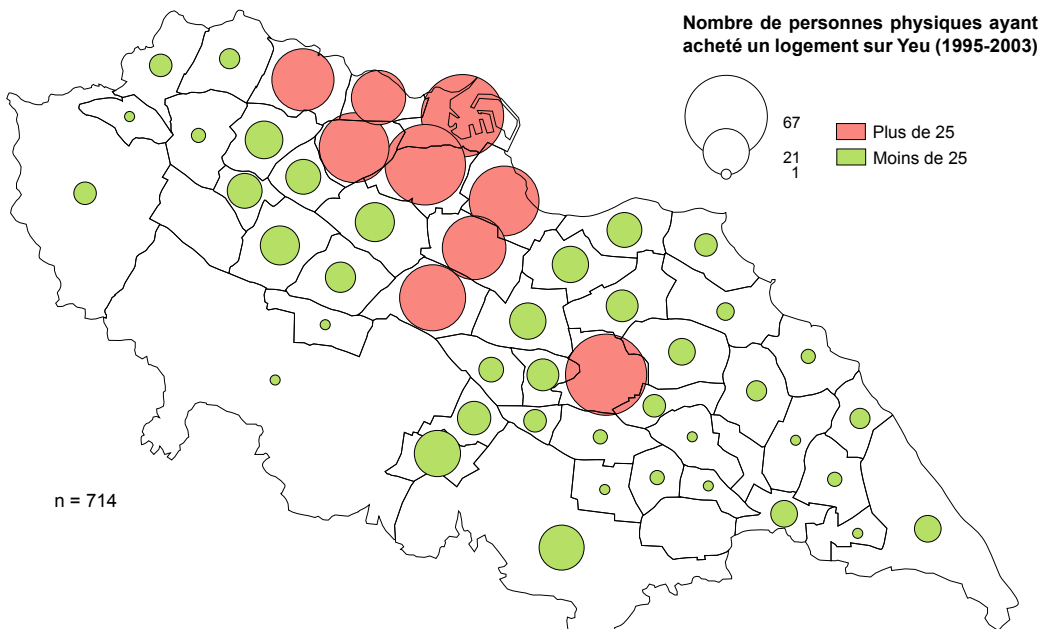 Nombre de personnes physiques ayant
acheté un logement sur Yeu (1995-2003)
67
21
1
Plus de 25
Moins de 25
n = 714